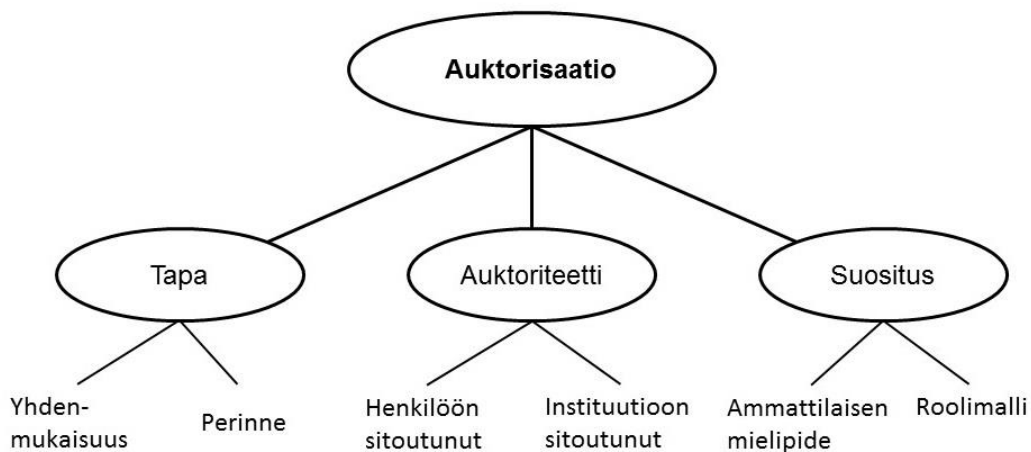 Auktorisaatio
Tapa
Auktoriteetti
Suositus
Yhden-
mukaisuus
Perinne
Henkilöön
sitoutunut
Instituutioon
sitoutunut
Ammattilaisen
mielipide
Roolimalli